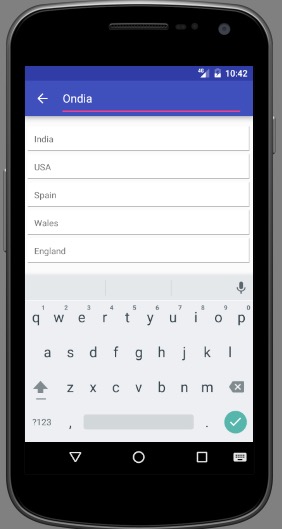 4G 10:42
Ondia
India
USA
Spain
Wales
England
1 2 3 4 5 6 7 8 9 0
q w e r t y u i o p
a s d f g h j k l
z x c v b n m
?123 , .